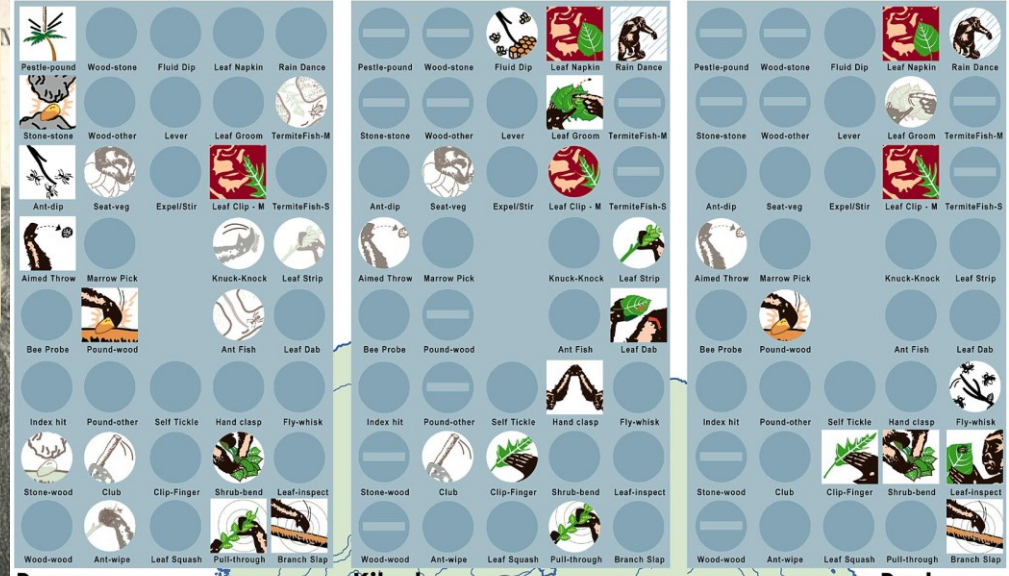 Pestle-pound Wood-stone Fluid Dip Leaf Napkin Rain Dance
Stone-stone Wood-other Lever Leaf Groom TermiteFish-M
Ant-dip Seat-veg Expel/Stir Leaf Clip - M TermiteFish-S
Aimed Throw Marrow Pick Knuck-Knock Leaf Strip
Bee Probe Pound-wood Ant Fish Leaf Dab
Index hit Pound-other Self Tickle Hand clasp Fly-whisk
Stone-wood Club Clip-Finger Shrub-bend Leaf-inspect
Wood-wood Ant-wipe Leaf Squash Pull-through Branch Slap
Pestle-pound Wood-stone Fluid Dip Leaf Napkin Rain Dance
Stone-stone Wood-other Lever Leaf Groom TermiteFish-M
Ant-dip Seat-veg Expel/Stir Leaf Clip - M TermiteFish-S
Aimed Throw Marrow Pick Knuck-Knock Leaf Strip
Bee Probe Pound-wood Ant Fish Leaf Dab
Index hit Pound-other Self Tickle Hand clasp Fly-whisk
Stone-wood Club Clip-Finger Shrub-bend Leaf-inspect
Wood-wood Ant-wipe Leaf Squash Pull-through Branch Slap
Pestle-pound Wood-stone Fluid Dip Leaf Napkin Rain Dance
Stone-stone Wood-other Lever Leaf Groom TermiteFish-M
Ant-dip Seat-veg Expel/Stir Leaf Clip - M TermiteFish-S
Aimed Throw Marrow Pick Knuck-Knock Leaf Strip
Bee Probe Pound-wood Ant Fish Leaf Dab
Index hit Pound-other Self Tickle Hand clasp Fly-whisk
Stone-wood Club Clip-Finger Shrub-bend Leaf-inspect
Wood-wood Ant-wipe Leaf Squash Pull-through Branch Slap